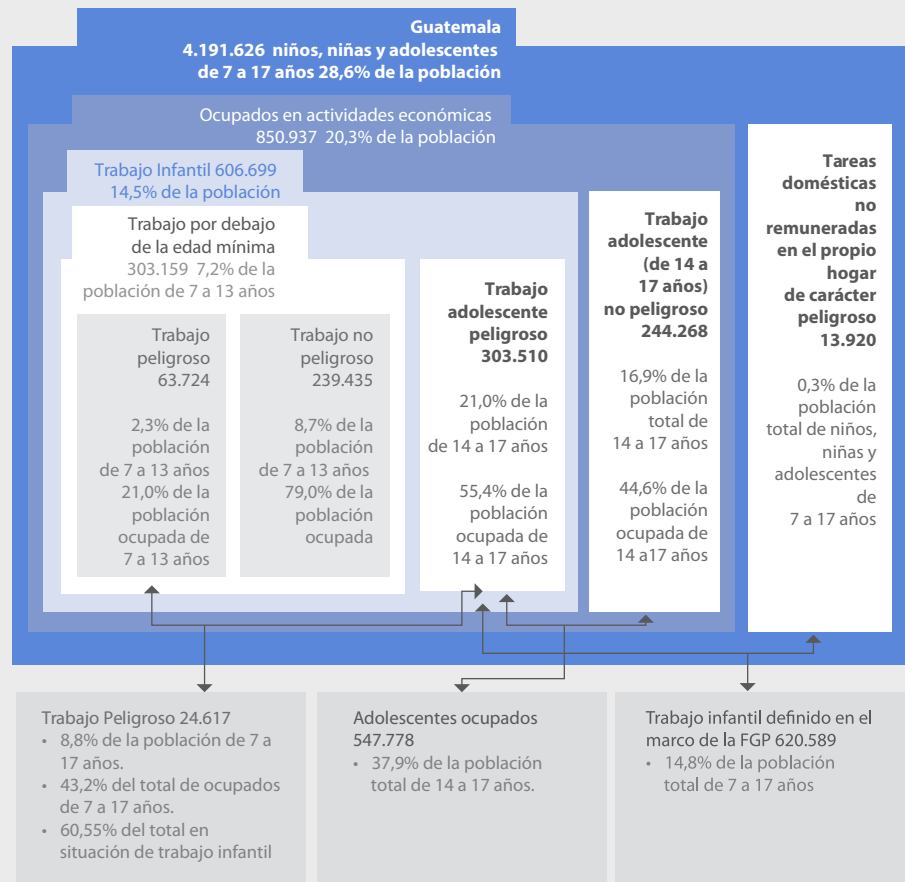 Guatemala
4.191.626 niños, niñas y adolescentes
de 7 a 17 años 28,6% de la población
Ocupados en actividades económicas
850.937 20,3% de la población
Trabajo Infantil 606.699
14,5% de la población
Trabajo por debajo
de la edad mínima
303.159 7,2% de la
población de 7 a 13 años
Trabajo
peligroso
63.724
2,3% de la
población
de 7 a 13 años
21,0% de la
población
ocupada de
7 a 13 años
Trabajo no
peligroso
239.435
8,7% de la
población
de 7 a 13 años
79,0% de la
población
ocupada
Trabajo
adolescente
peligroso
303.510
21,0% de la
población
de 14 a 17 años
55,4% de la
población
ocupada de
14 a 17 años
Trabajo
adolescente
(de 14 a
17 años)
no peligroso
244.268
16,9% de la
población
total de
14 a 17 años
44,6% de la
población
ocupada de
14 a17 años
Tareas
domésticas
no
remuneradas
en el propio
hogar
de carácter
peligroso
13.920
0,3% de la
población
total de niños,
niñas y
adolescentes
de
7 a 17 años
Trabajo Peligroso 24.617
• 8,8% de la población de 7 a
17 años.
• 43,2% del total de ocupados
de 7 a 17 años.
• 60,55% del total en
situación de trabajo infantil
Adolescentes ocupados
547.778
• 37,9% de la población
total de 14 a 17 años.
Trabajo infantil definido en el
marco de la FGP 620.589
• 14,8% de la población
total de 7 a 17 años